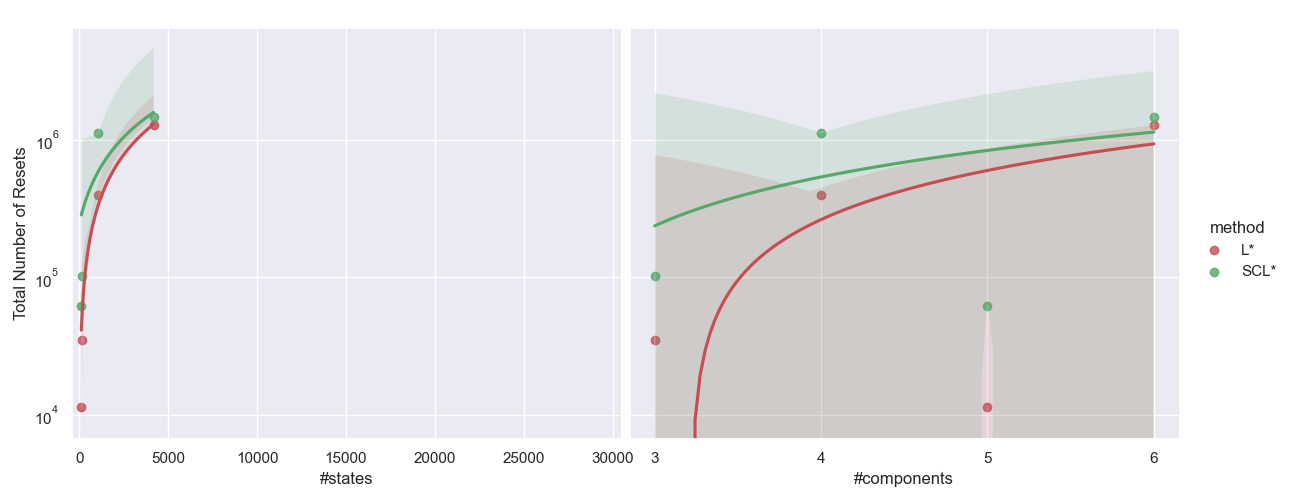 Total Number of Resets
10^6
10^5
10^4
0 5000 10000 15000 20000 25000 30000
#states
3 4 5 6
#components
method
L*
SCL*